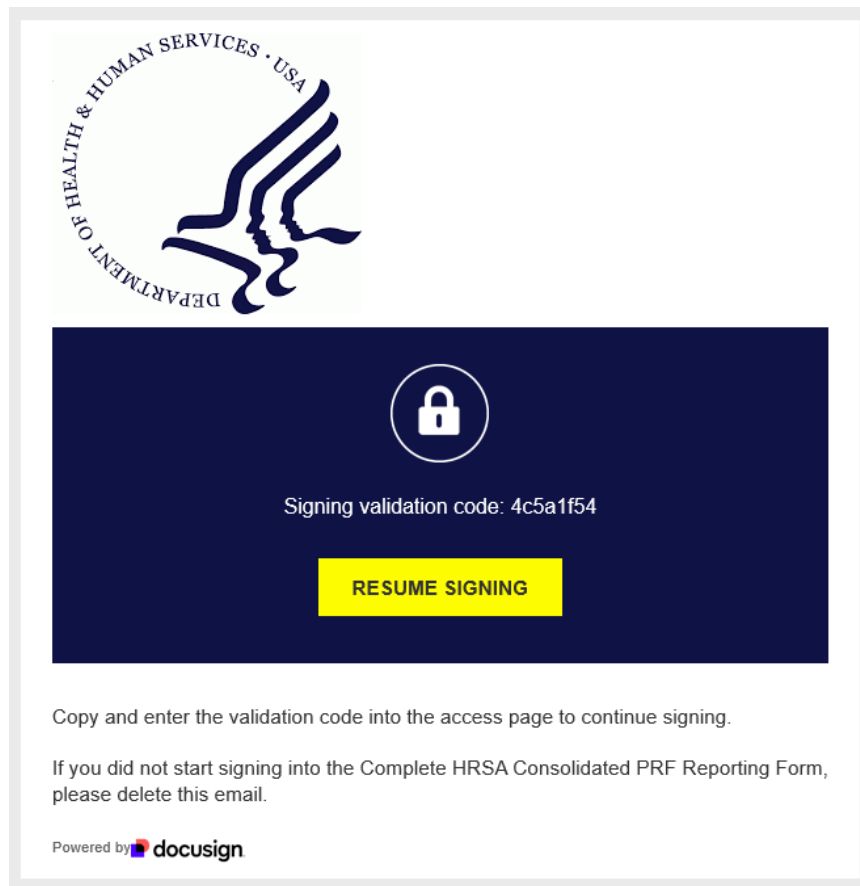 DEPARTMENT OF HEALTH & HUMAN SERVICES · USA
Signing validation code: 4c5a1f54
RESUME SIGNING
Copy and enter the validation code into the access page to continue signing.
If you did not start signing into the Complete HRSA Consolidated PRF Reporting Form,
please delete this email.
Powered by docusign